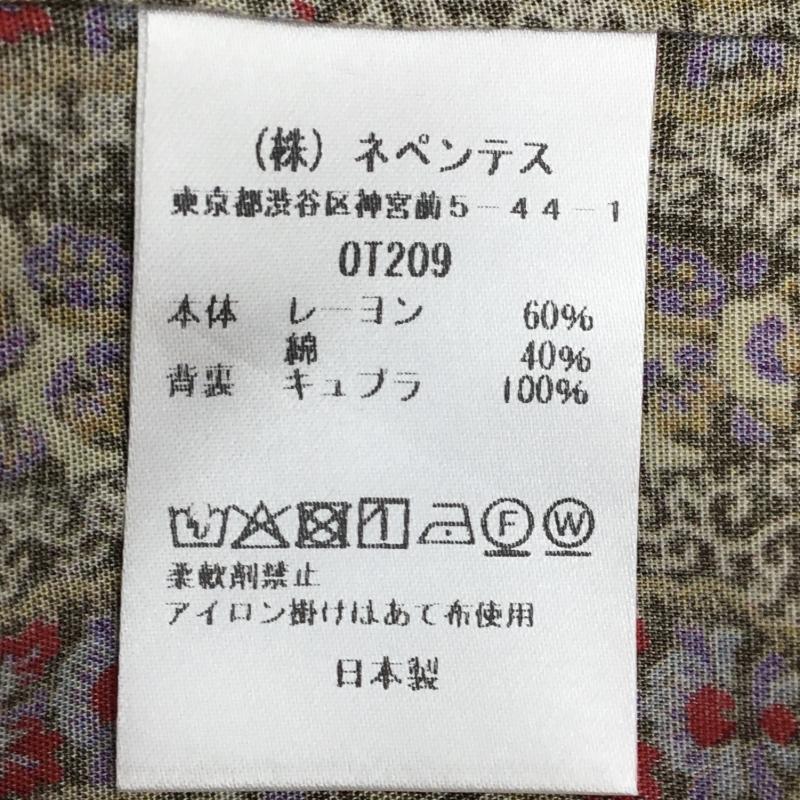 (株) ネペンテス
東京都渋谷区神宮前5-44-1
OT209
本体 レーヨン 60%
綿 40%
背裏 キュプラ 100%
F W
柔軟剤禁止
アイロン掛けはあて布使用
日本製